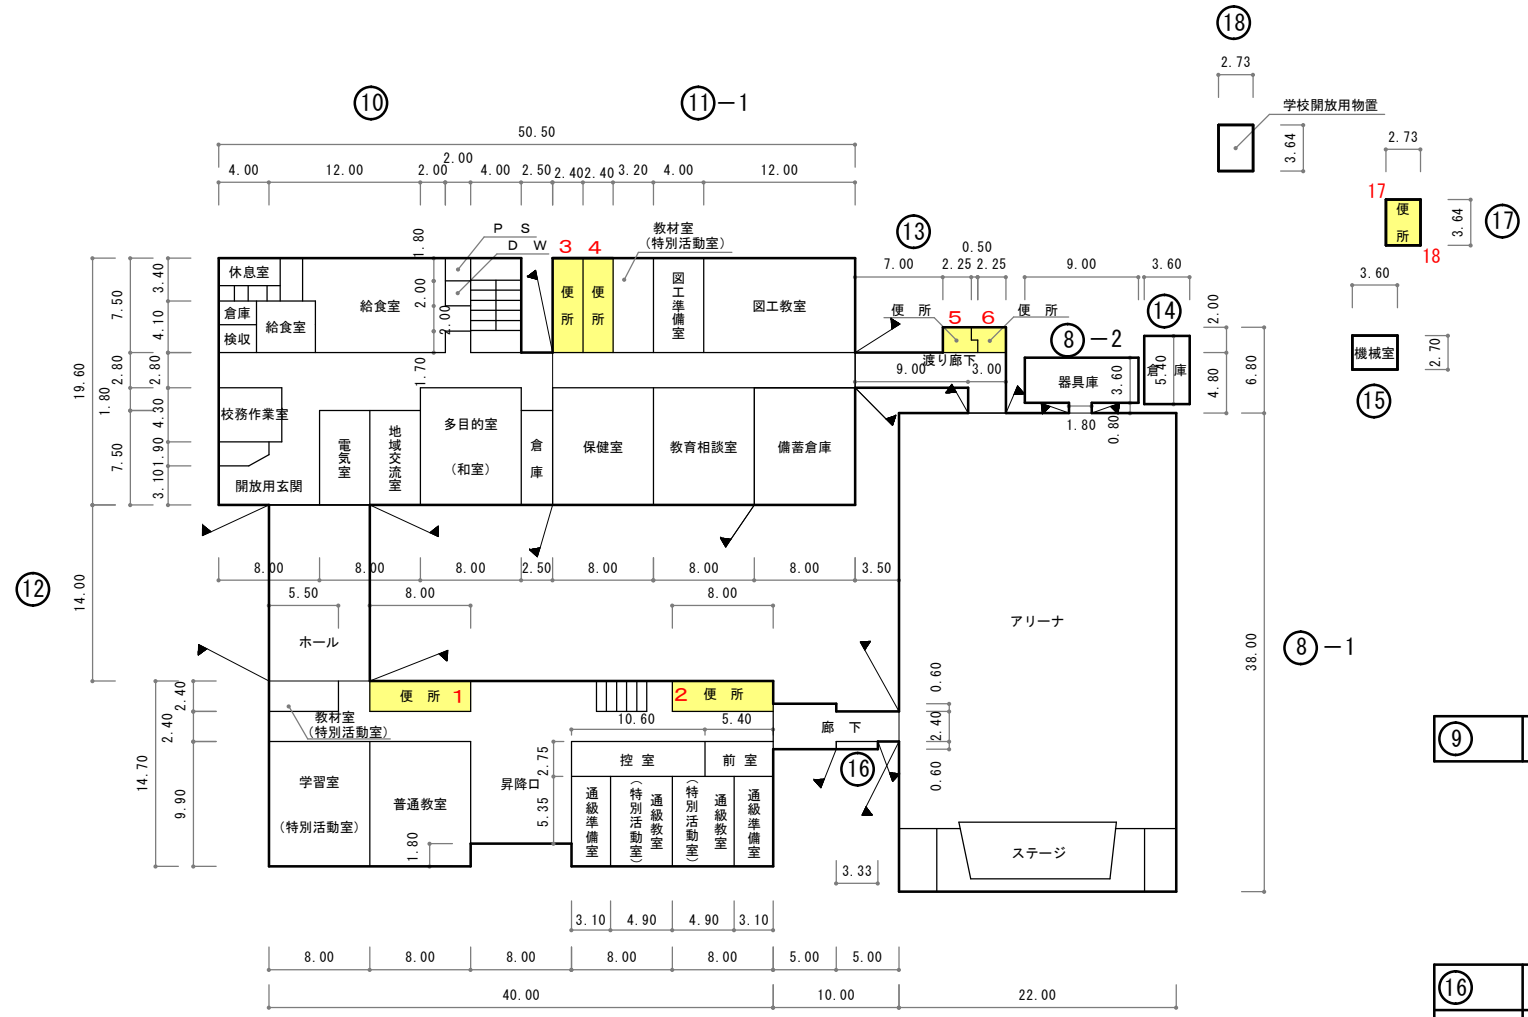 ⑱
2.73
学校開放用物置
3.64
2.73
17
便所
3.64
⑰
18
3.60
機械室
2.70
⑮
⑩
⑪－1
50.50
2.00
4.00
12.00
2.00
4.00
2.50
2.40
2.40
3.20
4.00
12.00
ＰＳ
ＤＷ
3
4
教材室
（特別活動室）
1.80
⑬
0.50
7.00
2.25
2.25
9.00
3.60
休息室
倉庫
検収
給食室
給食室
2.00
2.00
便所
便所
図工準備室
図工教室
便所
5
6
便所
⑧－2
⑭
2.00
渡り廊下
9.00
3.00
器具庫
3.60
5.40
倉庫
4.80
6.80
1.80
0.80
19.60
7.50
2.80
1.80
7.50
3.40
4.10
2.80
4.30
1.90
3.10
1.70
校務作業室
開放用玄関
電気室
地域交流室
多目的室
（和室）
倉庫
保健室
教育相談室
備蓄倉庫
8.00
8.00
8.00
2.50
8.00
8.00
8.00
3.50
⑫
14.00
5.50
8.00
8.00
ホール
アリーナ
38.00
⑧－1
便所
1
2
便所
2.40
2.40
9.90
14.70
教材室
（特別活動室）
10.60
5.40
廊下
0.60
2.40
0.60
⑯
学習室
（特別活動室）
普通教室
1.80
昇降口
2.75
5.35
控室
前室
通級準備室
通級教室
（特別活動室）
通級教室
（特別活動室）
通級準備室
ステージ
3.33
3.10
4.90
4.90
3.10
8.00
8.00
8.00
8.00
8.00
5.00
5.00
40.00
10.00
22.00
⑨
⑯